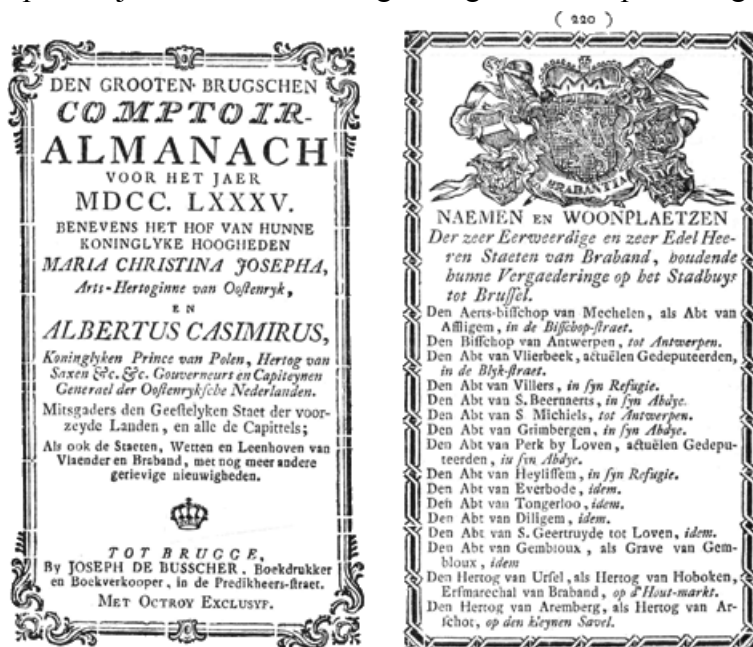 DEN GROOTEN BRUGSCHEN
COMPTOIR-
ALMANACH
VOOR HET JAER
MDCC. LXXXV.
BENEVENS HET HOF VAN HUNNE
KONINGLYKE HOOGHEDEN
MARIA CHRISTINA JOSEPHA,
Arts-Hertoginne van Ooſtenryk,
EN
ALBERTUS CASIMIRUS,
Koninglyken Prince van Polen, Hertog van
Saxen &c. &c. Gouverneurs en Capiteynen
Generael der Ooſtenrykſche Nederlanden.
Mitsgaders den Geeſtelyken Staet der voor-
zeyde Landen, en alle de Capittels;
Als ook de Staeten, Wetten en Leenhoven van
Vlaender en Braband, met nog meer andere
gerievige nieuwigheden.
TOT BRUGGE,
By JOSEPH DE BUSSCHER, Boekdrukker
en Boekverkooper, in de Predikheers-ſtraet.
MET OCTROY EXCLUSYF.
( 220 )
BRABANTIA
NAEMEN EN WOONPLAETZEN
Der zeer Eerweerdige en zeer Edel Hee-
ren Staeten van Braband, houdende
hunne Vergaederinge op het Stadhuys
tot Bruſſel.
Den Aerts-biſſchop van Mechelen, als Abt van
Affligem, in de Biſſchop-ſtraet.
Den Biſſchop van Antwerpen, tot Antwerpen.
Den Abt van Vlierbeek, actuëlen Gedeputeerden,
in de Blyk-ſtraet.
Den Abt van Villers, in ſyn Refugie.
Den Abt van S. Beernaerts, in ſyn Abdye.
Den Abt van S Michiels, tot Antwerpen.
Den Abt van Grimbergen, in ſyn Abdye.
Den Abt van Perk by Loven, actuëlen Gedepu-
teerden, in ſyn Abdye.
Den Abt van Heyliſſem, in ſyn Refugie.
Den Abt van Everbode, idem.
Den Abt van Tongerloo, idem.
Den Abt van Diligem, idem.
Den Abt van S. Geertruyde tot Loven, idem.
Den Abt van Gembloux, als Grave van Gem-
bloux, idem
Den Hertog van Urſel, als Hertog van Hoboken,
Erfmarechal van Braband, op d'Hout-markt.
Den Hertog van Aremberg, als Hertog van Ar-
ſchot, op den kleynen Savel.